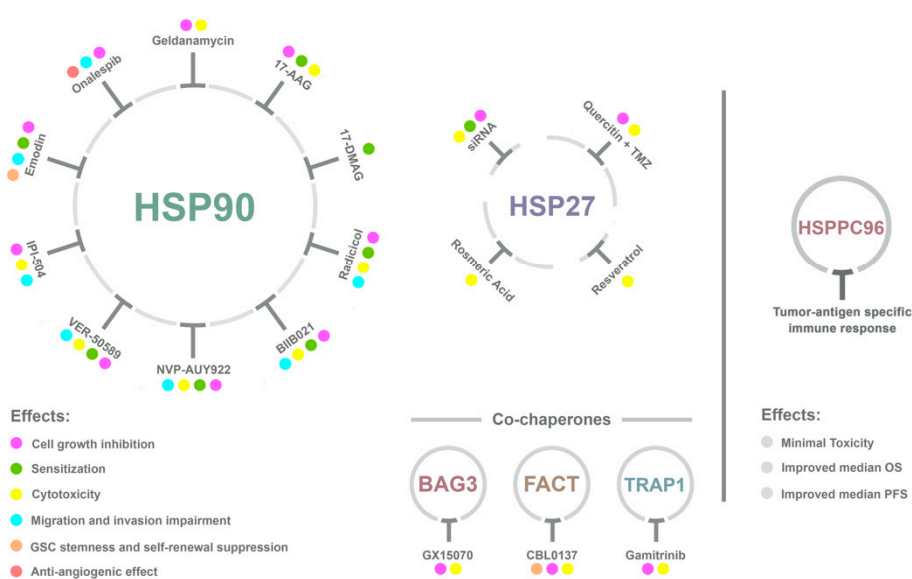 Geldanamycin
Onalespib
17-AAG
Emodin
17-DMAG
HSP90
IPI-504
Radicicol
VER-50589
BIIB021
NVP-AUY922
siRNA
Quercitin + TMZ
HSP27
Rosmeric Acid
Resveratrol
HSPPC96
Tumor-antigen specific
immune response
Effects:
Cell growth inhibition
Sensitization
Cytotoxicity
Migration and invasion impairment
GSC stemness and self-renewal suppression
Anti-angiogenic effect
Co-chaperones
BAG3
FACT
TRAP1
GX15070
CBL0137
Gamitrinib
Effects:
Minimal Toxicity
Improved median OS
Improved median PFS